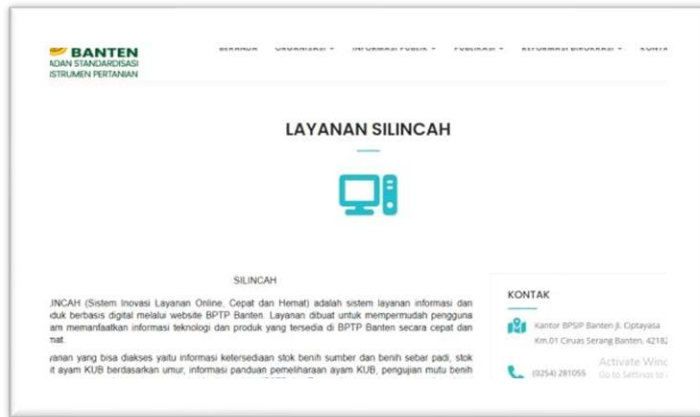 BANTEN
ADAN STANDARDISASI
ISTRUMEN PERTANIAN
BERANDA ORGANISASI INFORMASI PUBLIK PUBLIKASI REFORMASI BIROKRASI KONTA
LAYANAN SILINCAH
SILINCAH
.INCAH (Sistem Inovasi Layanan Online, Cepat dan Hemat) adalah sistem layanan informasi dan
duk berbasis digital melalui website BPTP Banten. Layanan dibuat untuk mempermudah pengguna
am memanfaatkan informasi teknologi dan produk yang tersedia di BPTP Banten secara cepat dan
mat.
yanan yang bisa diakses yaitu informasi ketersediaan stok benih sumber dan benih sebar padi, stok
it ayam KUB berdasarkan umur, informasi panduan pemeliharaan ayam KUB, pengujian mutu benih
KONTAK
Kantor BPSIP Banten Jl. Ciptayasa
Km.01 Ciruas Serang Banten, 42182
(0254) 281055
Activate Winc
Go to Settings to